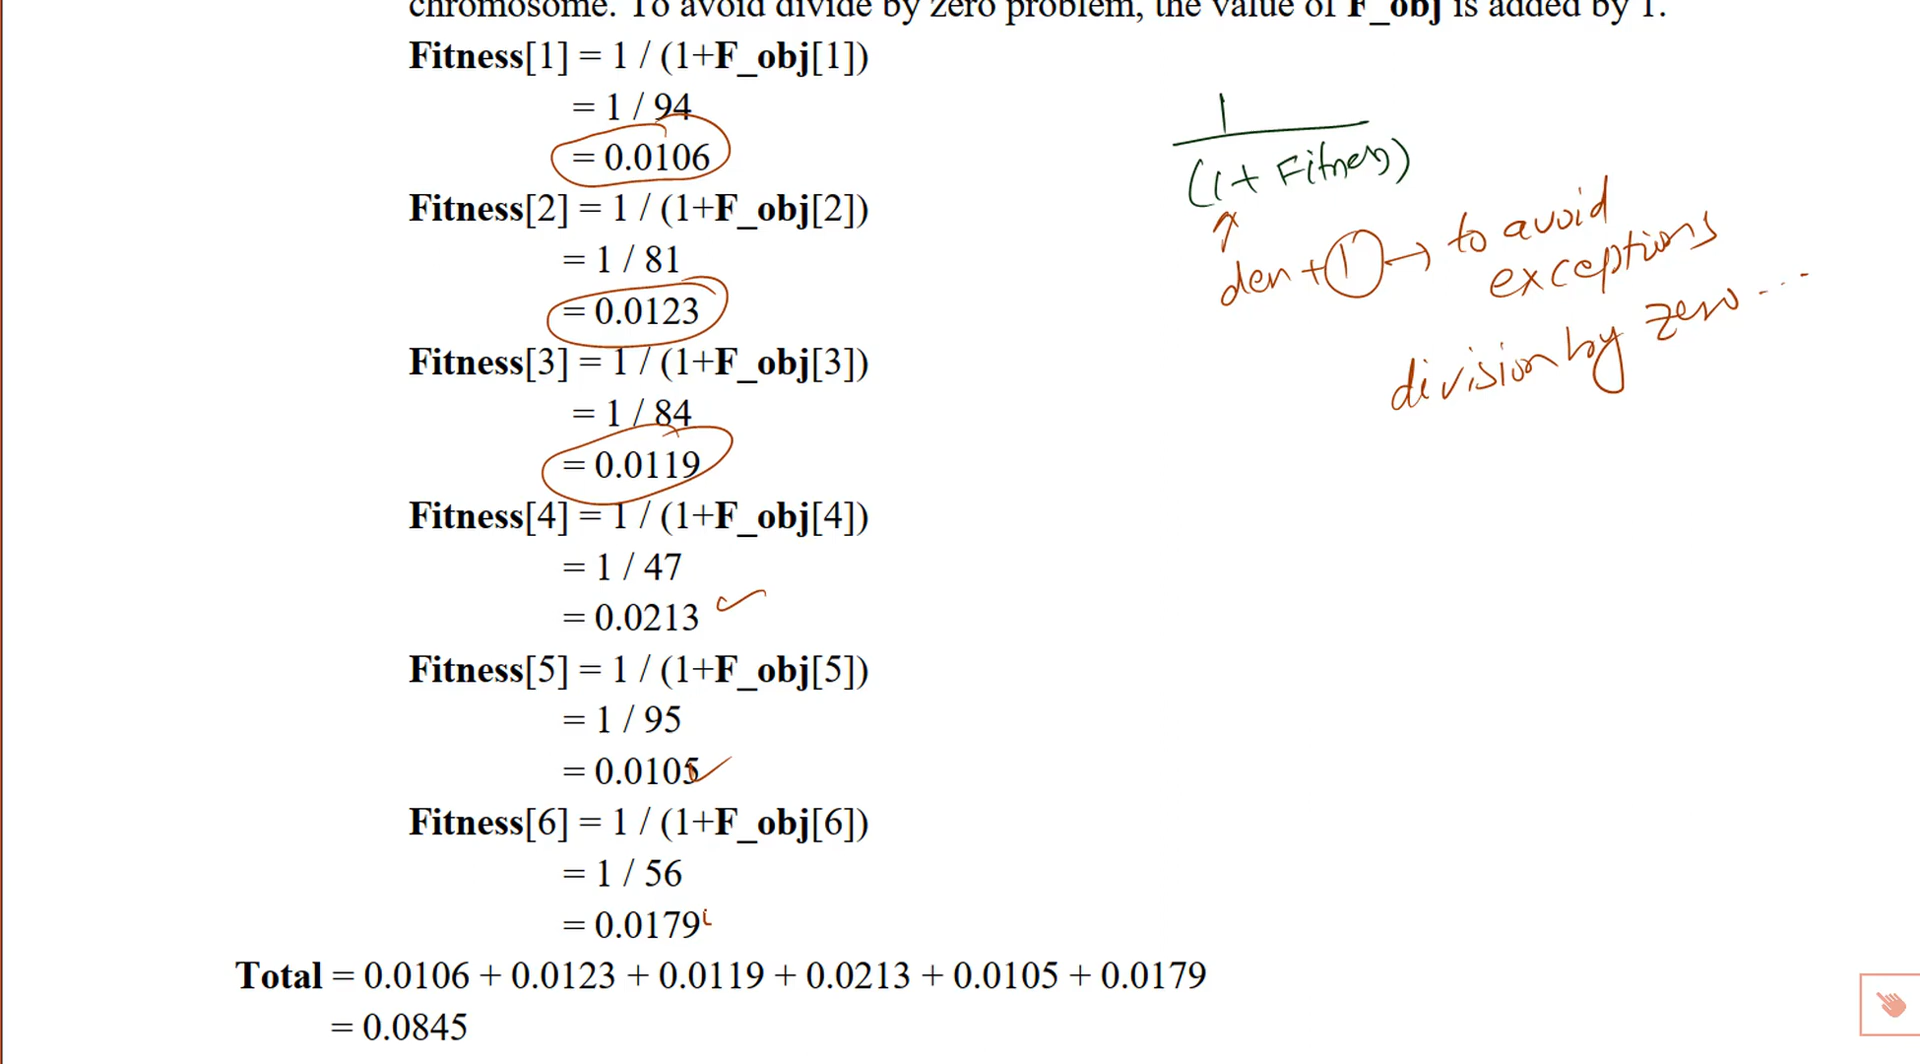 chromosome. To avoid divide by zero problem, the value of F_obj is added by 1.
Fitness[1] = 1 / (1+F_obj[1])
= 1 / 94
= 0.0106
Fitness[2] = 1 / (1+F_obj[2])
= 1 / 81
= 0.0123
Fitness[3] = 1 / (1+F_obj[3])
= 1 / 84
= 0.0119
Fitness[4] = 1 / (1+F_obj[4])
= 1 / 47
= 0.0213
Fitness[5] = 1 / (1+F_obj[5])
= 1 / 95
= 0.0105
Fitness[6] = 1 / (1+F_obj[6])
= 1 / 56
= 0.0179
Total = 0.0106 + 0.0123 + 0.0119 + 0.0213 + 0.0105 + 0.0179
= 0.0845
1
(1+ Fitness)
den + 1 → to avoid
exceptions
division by zero ...